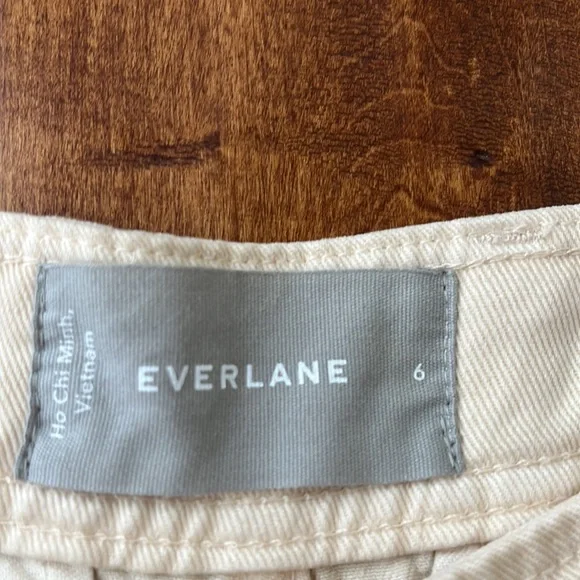 Ho Chi Minh,
Vietnam
EVERLANE
6